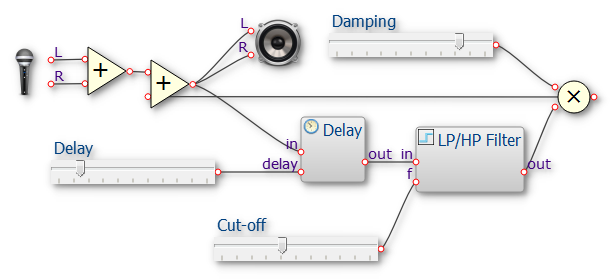 L
R
+
+
L
R
Damping
×
Delay
Delay
in
delay
out
LP/HP Filter
in
f
out
Cut-off